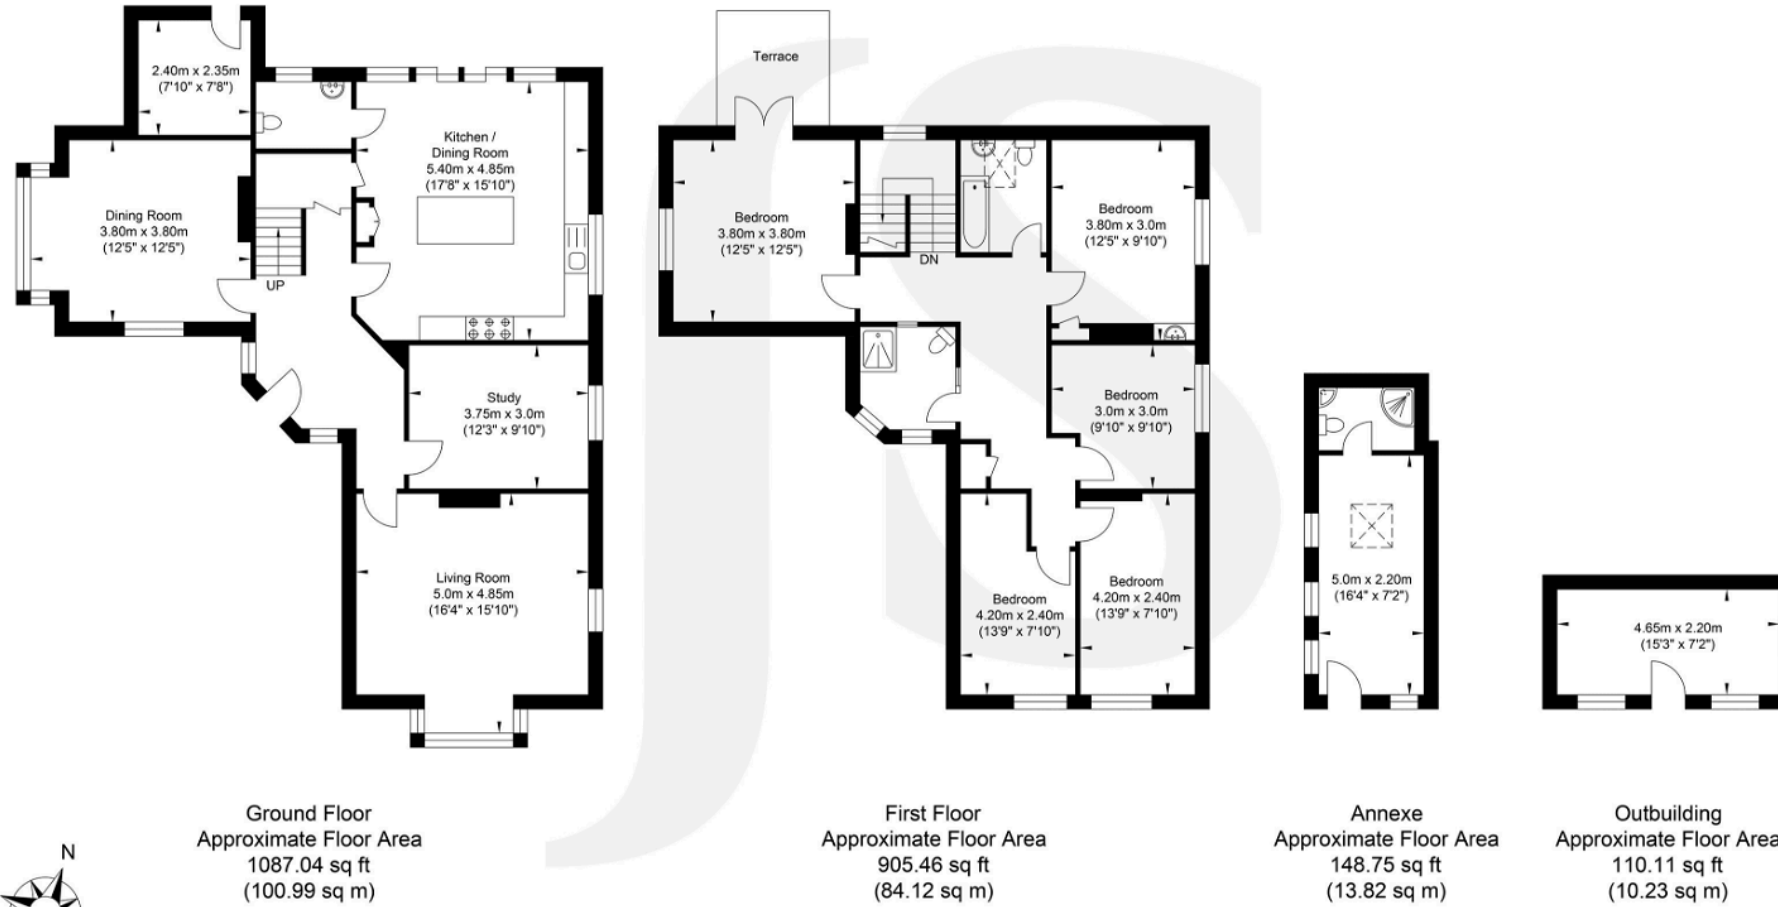 2.40m x 2.35m
(7'10" x 7'8")
Kitchen /
Dining Room
5.40m x 4.85m
(17'8" x 15'10")
Dining Room
3.80m x 3.80m
(12'5" x 12'5")
UP
Study
3.75m x 3.0m
(12'3" x 9'10")
Living Room
5.0m x 4.85m
(16'4" x 15'10")
Ground Floor
Approximate Floor Area
1087.04 sq ft
(100.99 sq m)
N
Terrace
Bedroom
3.80m x 3.80m
(12'5" x 12'5")
DN
Bedroom
3.80m x 3.0m
(12'5" x 9'10")
Bedroom
3.0m x 3.0m
(9'10" x 9'10")
Bedroom
4.20m x 2.40m
(13'9" x 7'10")
Bedroom
4.20m x 2.40m
(13'9" x 7'10")
First Floor
Approximate Floor Area
905.46 sq ft
(84.12 sq m)
JS
5.0m x 2.20m
(16'4" x 7'2")
Annexe
Approximate Floor Area
148.75 sq ft
(13.82 sq m)
4.65m x 2.20m
(15'3" x 7'2")
Outbuilding
Approximate Floor Area
110.11 sq ft
(10.23 sq m)